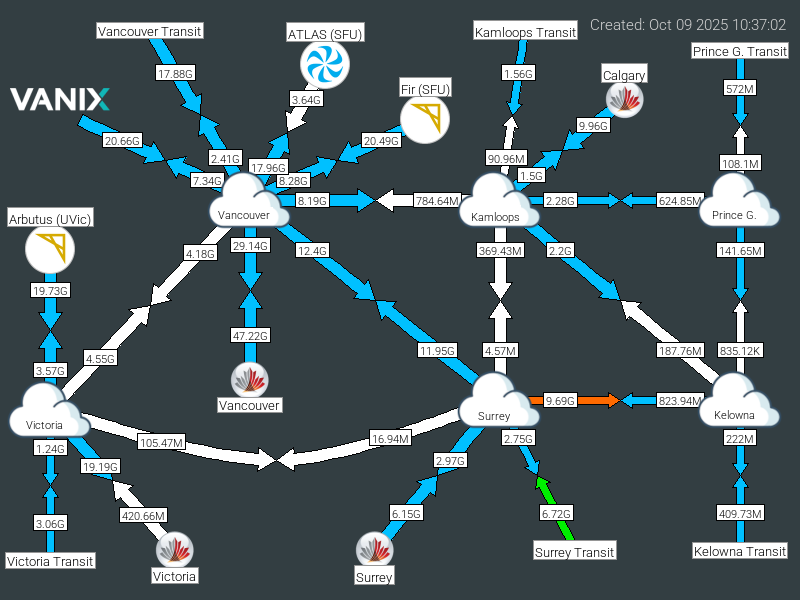 Created: Oct 09 2025 10:37:02
Vancouver Transit
ATLAS (SFU)
Kamloops Transit
Prince G. Transit
17.88G
1.56G
Calgary
572M
Fir (SFU)
VANIX
3.64G
20.66G
20.49G
9.96G
2.41G
90.96M
108.1M
17.96G
7.34G
8.28G
1.5G
8.19G
784.64M
2.28G
624.85M
Vancouver
Kamloops
Prince G.
Arbutus (UVic)
4.18G
29.14G
12.4G
369.43M
2.2G
141.65M
19.73G
47.22G
4.55G
11.95G
4.57M
187.76M
835.12K
3.57G
Vancouver
9.69G
823.94M
Victoria
Surrey
Kelowna
1.24G
105.47M
16.94M
2.75G
222M
19.19G
2.97G
3.06G
420.66M
6.15G
6.72G
409.73M
Victoria Transit
Victoria
Surrey
Surrey Transit
Kelowna Transit